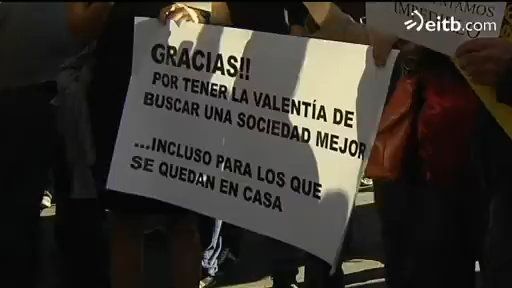 eitb.com
GRACIAS!!
POR TENER LA VALENTÍA DE
BUSCAR UNA SOCIEDAD MEJOR
...INCLUSO PARA LOS QUE
SE QUEDAN EN CASA